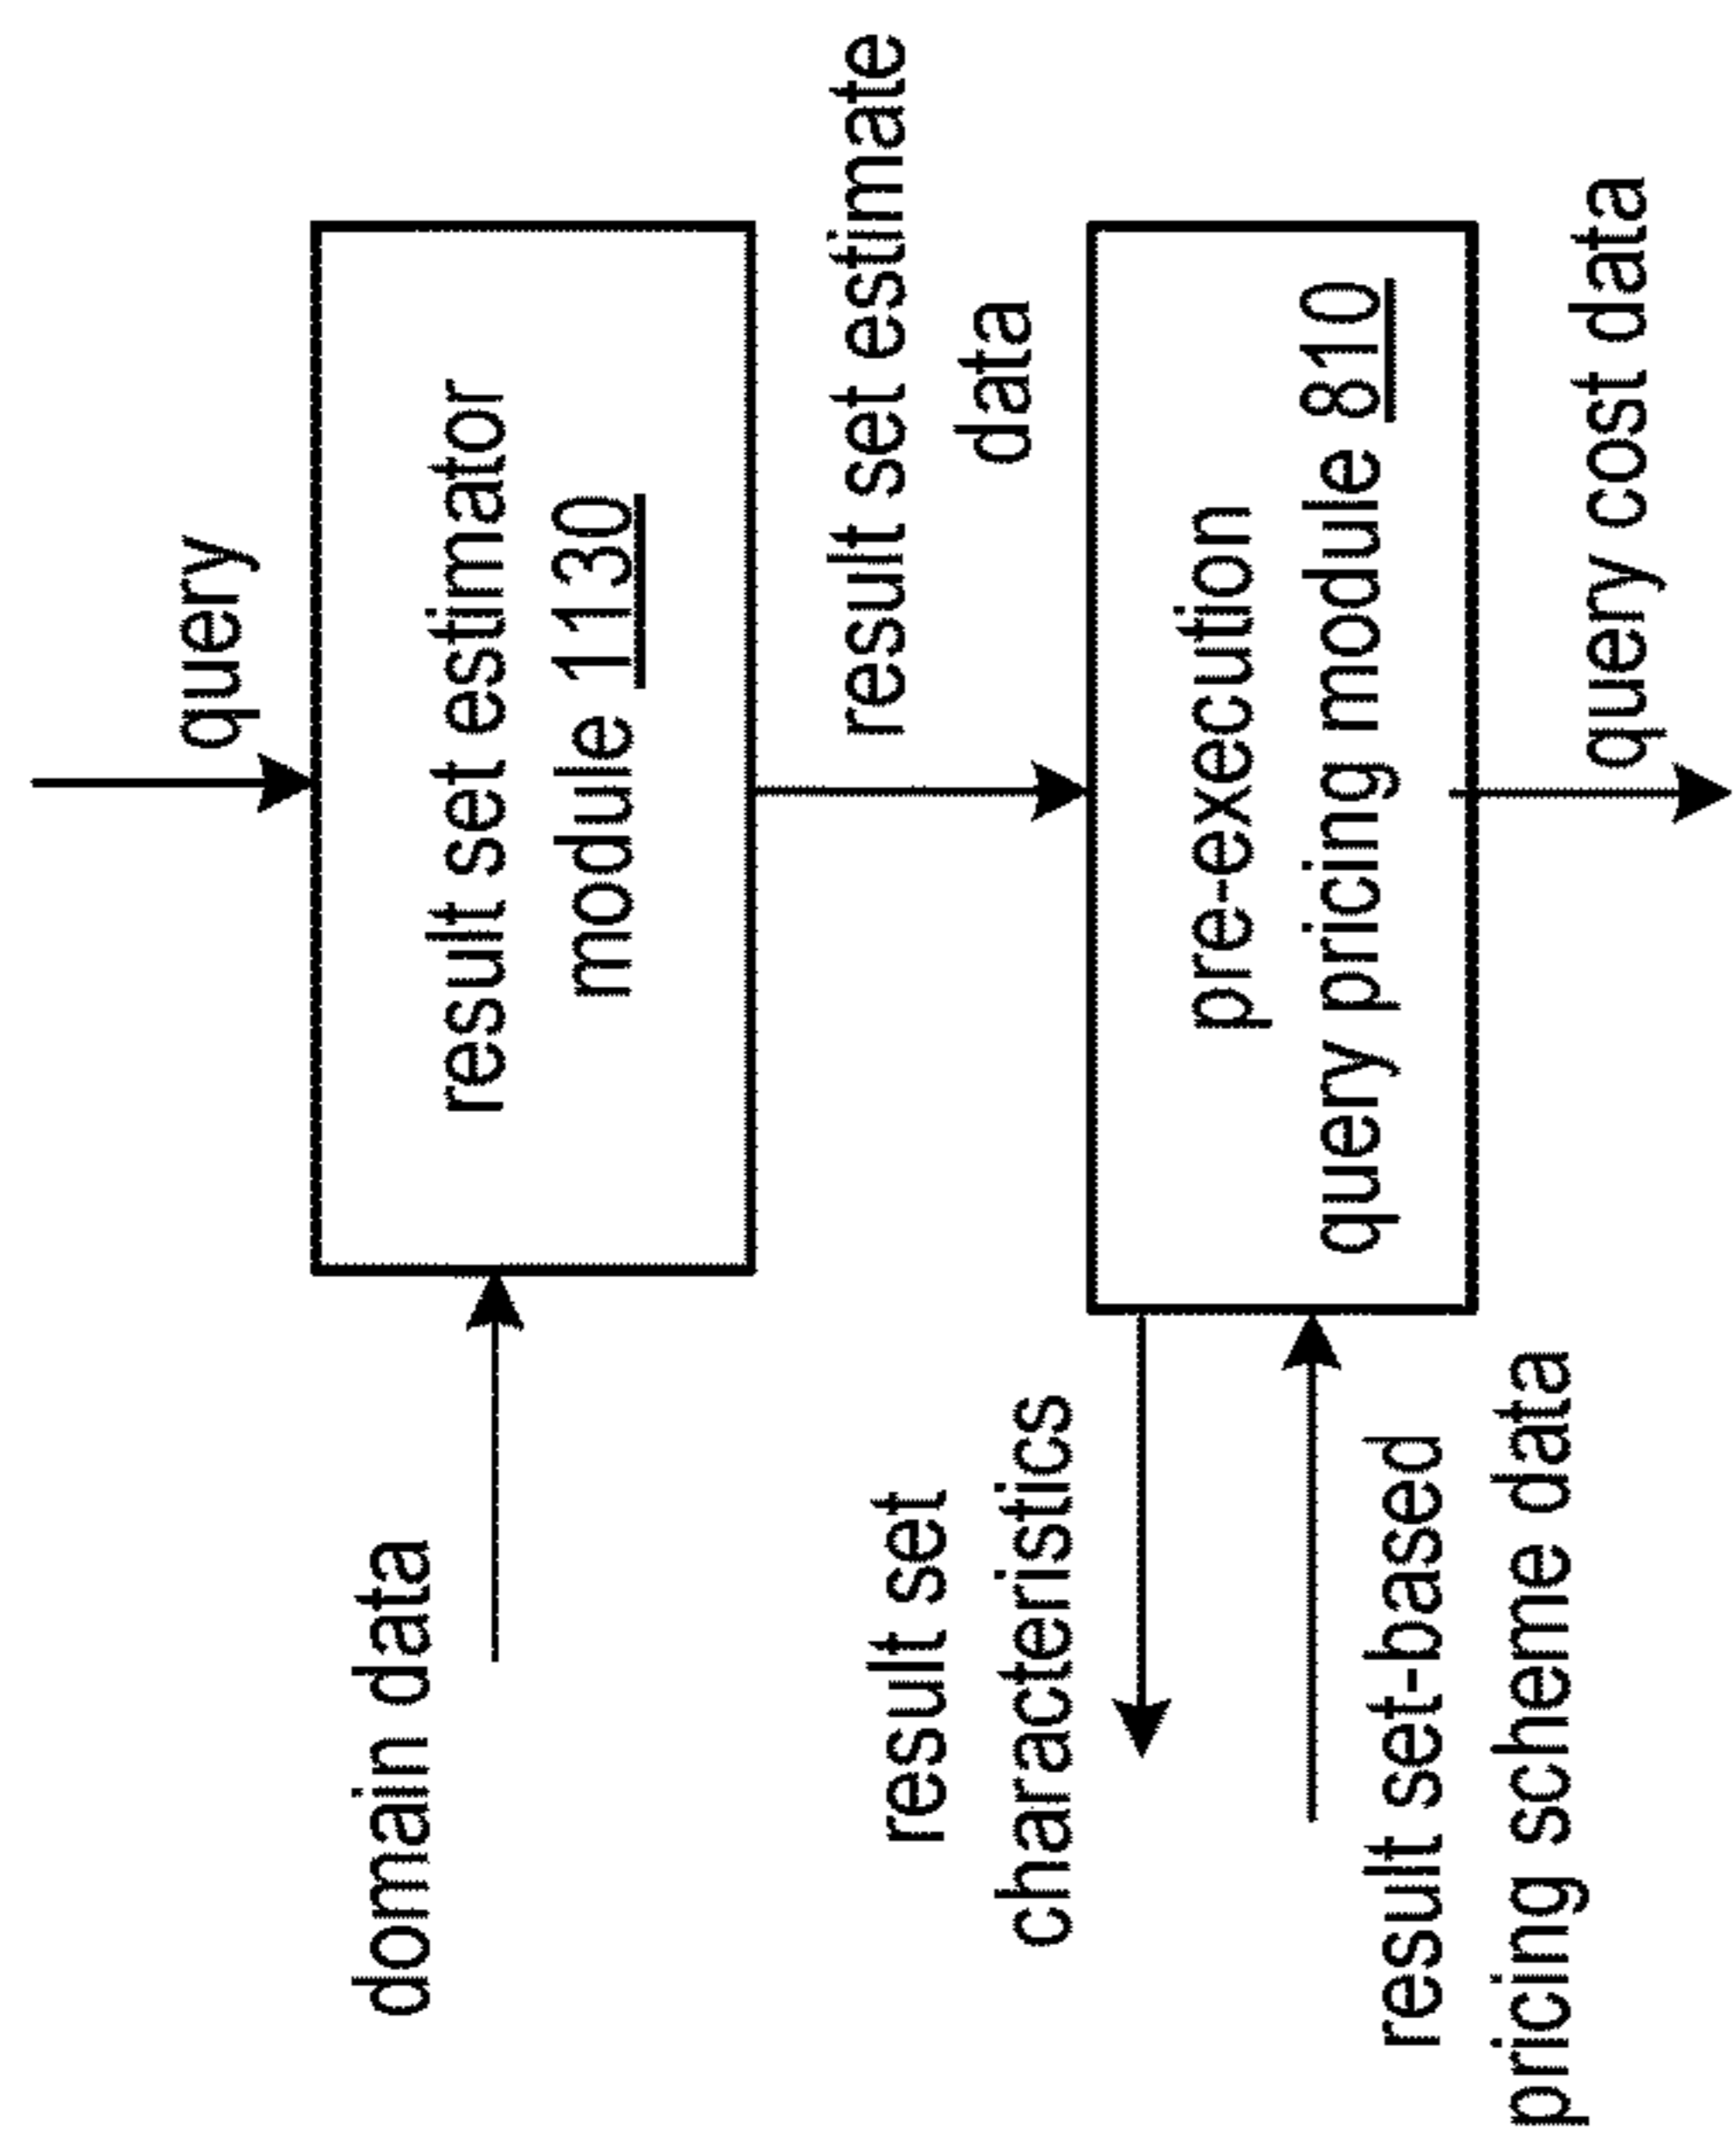 query
result set estimator
module 1130
domain data
result set estimate
data
pre-execution
query pricing module 810
result set
characteristics
result set-based
pricing scheme data
query cost data